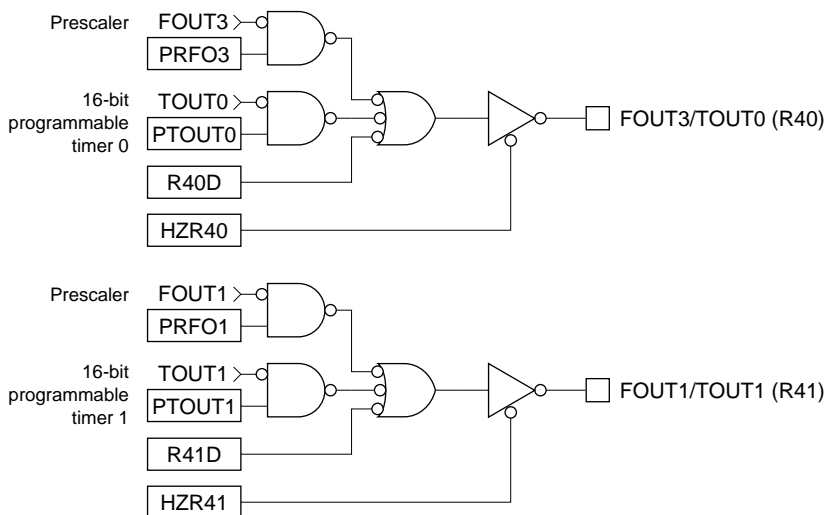 Prescaler
FOUT3
PRFO3
16-bit
programmable
timer 0
TOUT0
PTOUT0
R40D
HZR40
FOUT3/TOUT0 (R40)
Prescaler
FOUT1
PRFO1
16-bit
programmable
timer 1
TOUT1
PTOUT1
R41D
HZR41
FOUT1/TOUT1 (R41)